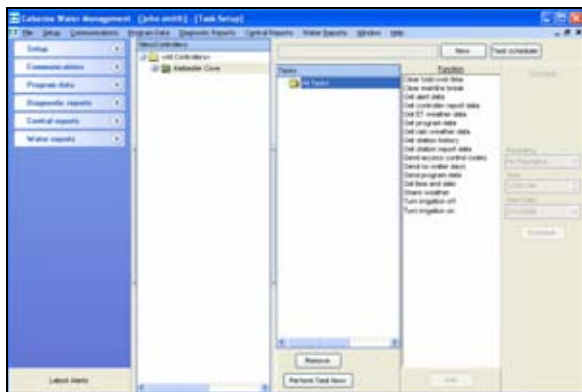 Calsense Water Management - [john smith] - [Task Setup]
File Setup Communications Program Data Diagnostic Reports Central Reports Water Reports Window Help
Setup
Communications
Program data
Diagnostic reports
Central reports
Water reports
Latest Alerts
Sites/Controllers
<All Controllers>
Cove
New
Task scheduler
Tasks
All Tasks
Remove
Perform Task Now
Function
Clear hold-over time
Clear mainline break
Get alert data
Get controller report data
Get ET weather data
Get program data
Get rain weather data
Get station history
Get station report data
Send access control codes
Send no water days
Send program data
Set time and date
Share weather
Turn irrigation off
Turn irrigation on
Add